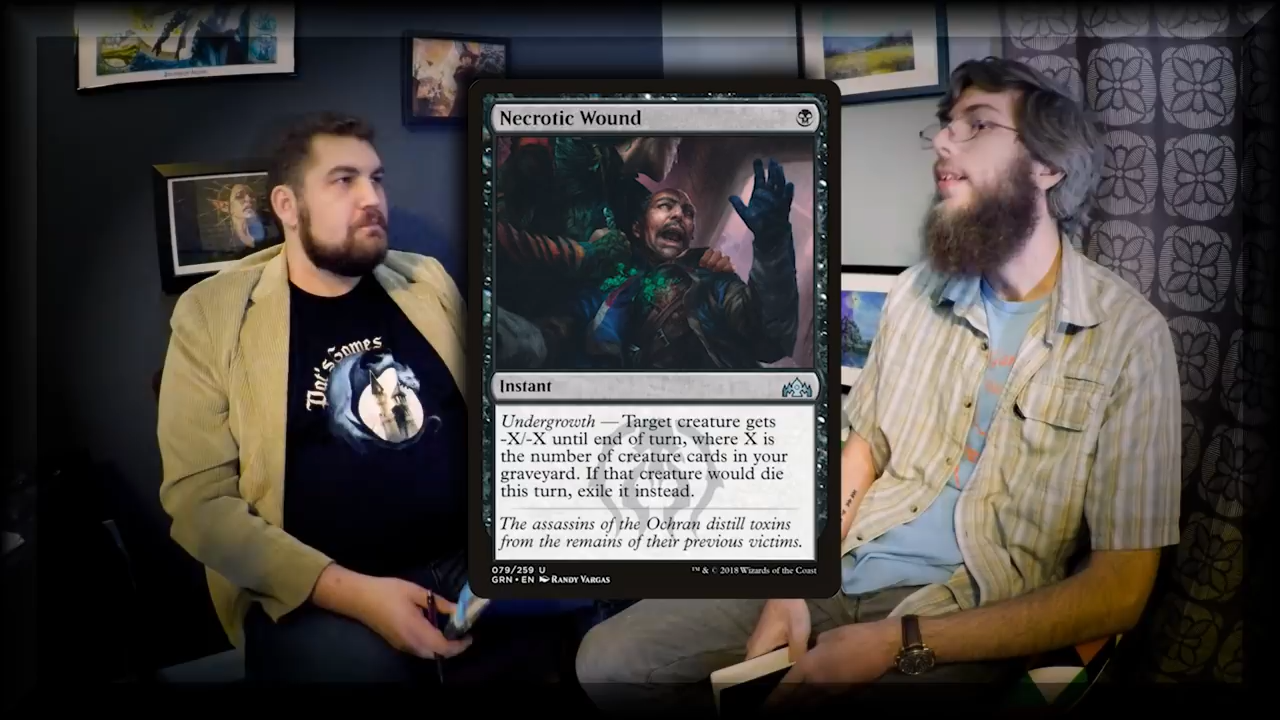 Pat's Games
Necrotic Wound
Instant
Undergrowth — Target creature gets
-X/-X until end of turn, where X is
the number of creature cards in your
graveyard. If that creature would die
this turn, exile it instead.
The assassins of the Ochran distill toxins
from the remains of their previous victims.
079/259 U
GRN • EN Randy Vargas
™ & © 2018 Wizards of the Coast